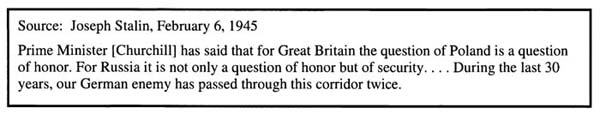 Source: Joseph Stalin, February 6, 1945
Prime Minister [Churchill] has said that for Great Britain the question of Poland is a question
of honor. For Russia it is not only a question of honor but of security. . . . During the last 30
years, our German enemy has passed through this corridor twice.